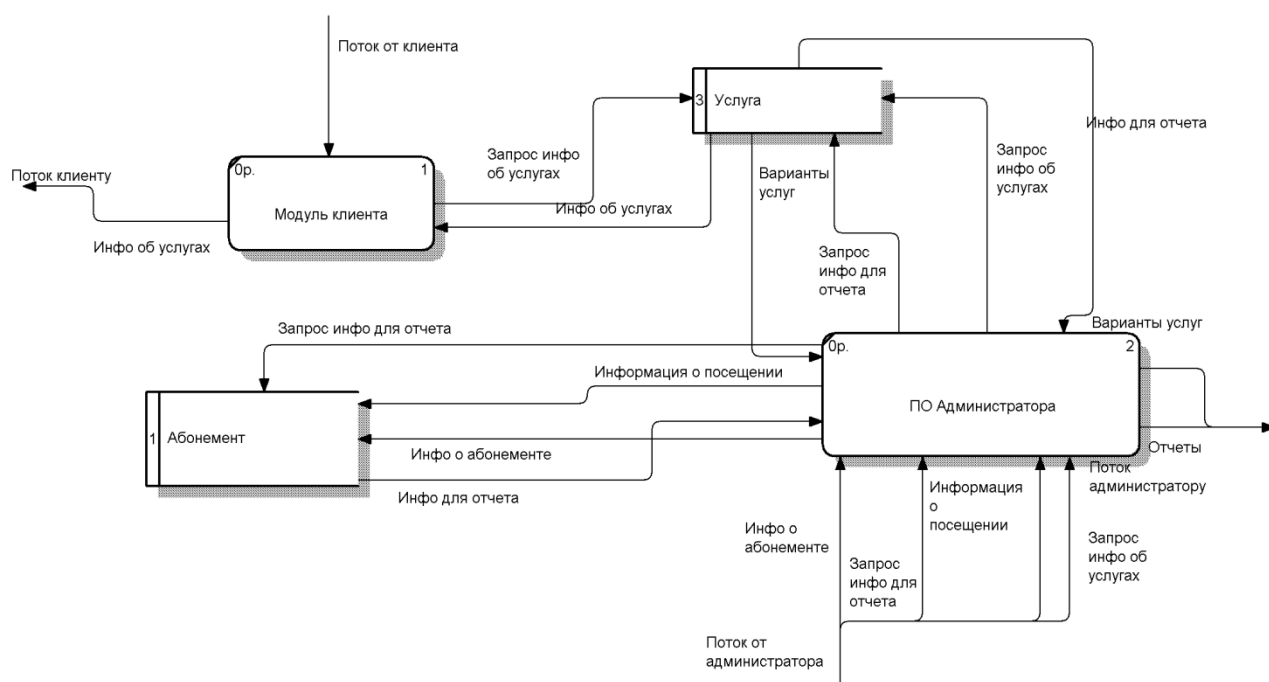 Поток от клиента
3
Услуга
Инфо для отчета
Запрос инфо
об услугах
Запрос
инфо об
услугах
0р.
1
Модуль клиента
Поток клиенту
Варианты
услуг
Инфо об услугах
Инфо об услугах
Запрос
инфо для
отчета
Запрос инфо для отчета
Варианты услуг
0р.
2
ПО Администратора
Информация о посещении
1
Абонемент
Инфо о абонементе
Инфо для отчета
Отчеты
Поток
администратору
Информация
о
посещении
Инфо о
абонементе
Запрос
инфо об
услугах
Запрос
инфо для
отчета
Поток от
администратора